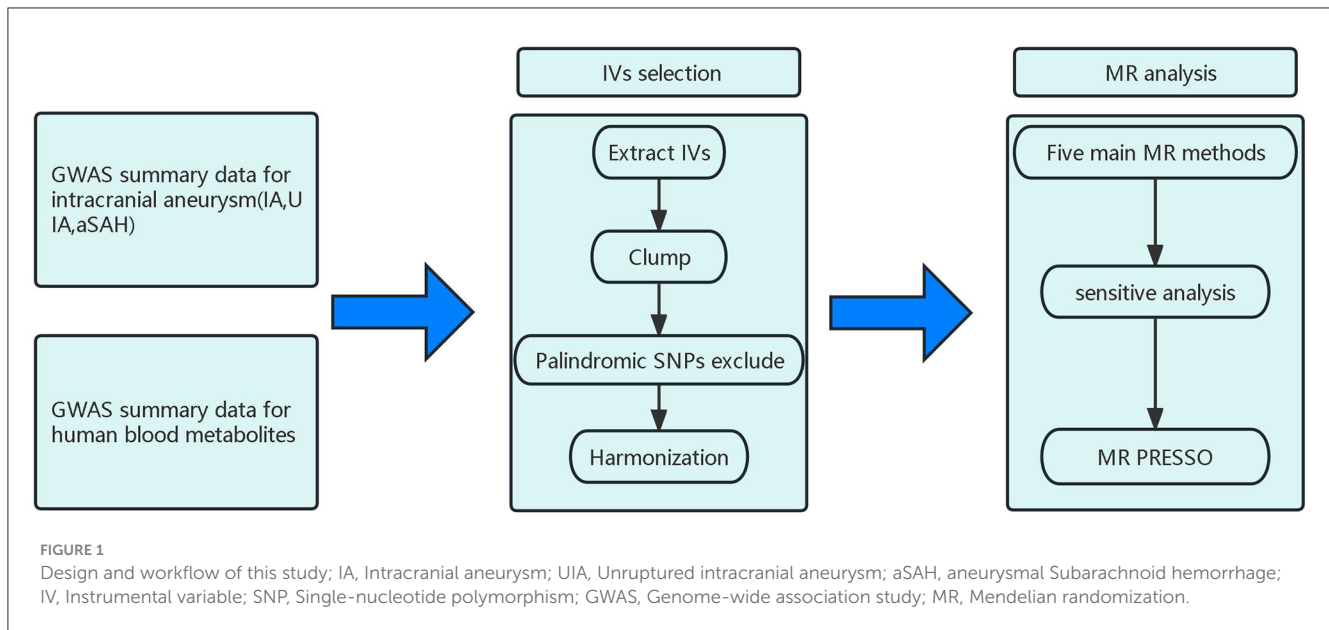 GWAS summary data for
intracranial aneurysm(IA,U
IA,aSAH)
GWAS summary data for
human blood metabolites
IVs selection
Extract IVs
Clump
Palindromic SNPs exclude
Harmonization
MR analysis
Five main MR methods
sensitive analysis
MR PRESSO
FIGURE 1
Design and workflow of this study; IA, Intracranial aneurysm; UIA, Unruptured intracranial aneurysm; aSAH, aneurysmal Subarachnoid hemorrhage;
IV, Instrumental variable; SNP, Single-nucleotide polymorphism; GWAS, Genome-wide association study; MR, Mendelian randomization.